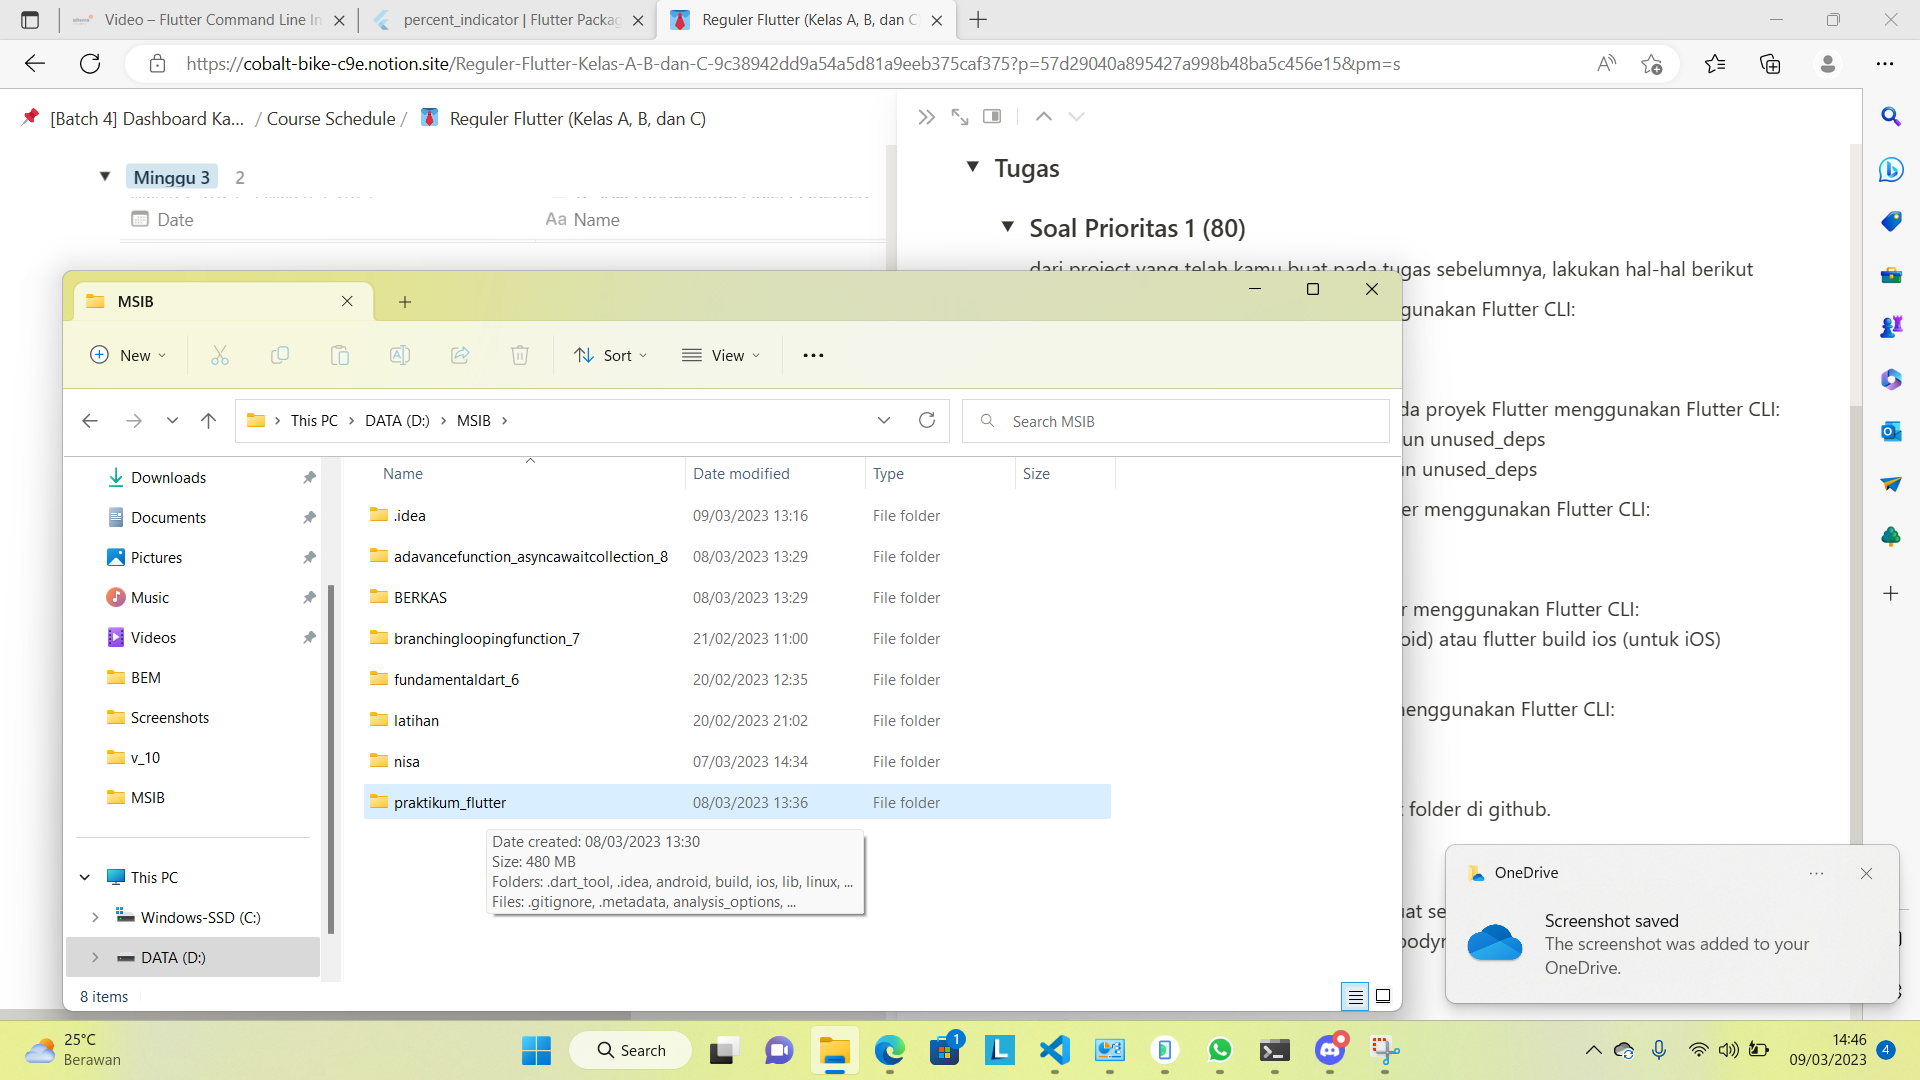 Video – Flutter Command Line In
percent_indicator | Flutter Packag
Reguler Flutter (Kelas A, B, dan C
https://cobalt-bike-c9e.notion.site/Reguler-Flutter-Kelas-A-B-dan-C-9c38942dd9a54a5d81a9eeb375caf375?p=57d29040a895427a998b48ba5c456e15&pm=s
[Batch 4] Dashboard Ka... / Course Schedule / Reguler Flutter (Kelas A, B, dan C)
Minggu 3 2
Date Aa Name
Tugas
Soal Prioritas 1 (80)
dari project yang telah kamu buat pada tugas sebelumnya, lakukan hal-hal berikut
gunakan Flutter CLI:
da proyek Flutter menggunakan Flutter CLI:
un unused_deps
n unused_deps
er menggunakan Flutter CLI:
r menggunakan Flutter CLI:
oid) atau flutter build ios (untuk iOS)
menggunakan Flutter CLI:
folder di github.
uat se
bodyr
MSIB
New
Sort
View
This PC > DATA (D:) > MSIB >
Search MSIB
Downloads
Documents
Pictures
Music
Videos
BEM
Screenshots
v_10
MSIB
This PC
Windows-SSD (C:)
DATA (D:)
Name Date modified Type Size
.idea 09/03/2023 13:16 File folder
adavancefunction_asyncawaitcollection_8 08/03/2023 13:29 File folder
BERKAS 08/03/2023 13:29 File folder
branchingloopingfunction_7 21/02/2023 11:00 File folder
fundamentaldart_6 20/02/2023 12:35 File folder
latihan 20/02/2023 21:02 File folder
nisa 07/03/2023 14:34 File folder
praktikum_flutter 08/03/2023 13:36 File folder
Date created: 08/03/2023 13:30
Size: 480 MB
Folders: .dart_tool, .idea, android, build, ios, lib, linux, ...
Files: .gitignore, .metadata, analysis_options, ...
8 items
OneDrive
Screenshot saved
The screenshot was added to your
OneDrive.
25°C
Berawan
Search
1
14:46
09/03/2023
4